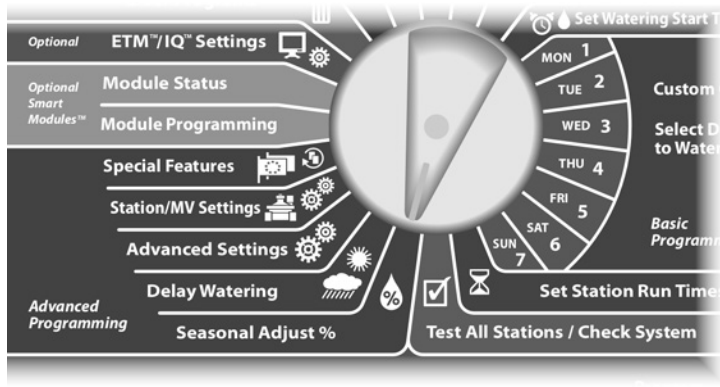 Set Watering Start T
Optional
ETM™/IQ™ Settings
MON 1
Optional
Smart
Modules™
Module Status
TUE 2
Custom
Module Programming
WED 3
Select D
to Water
Special Features
THU 4
Station/MV Settings
FRI 5
Advanced Settings
SAT 6
Basic
Programm
SUN 7
Delay Watering
%
Set Station Run Time
Advanced
Programming
Seasonal Adjust %
Test All Stations / Check System